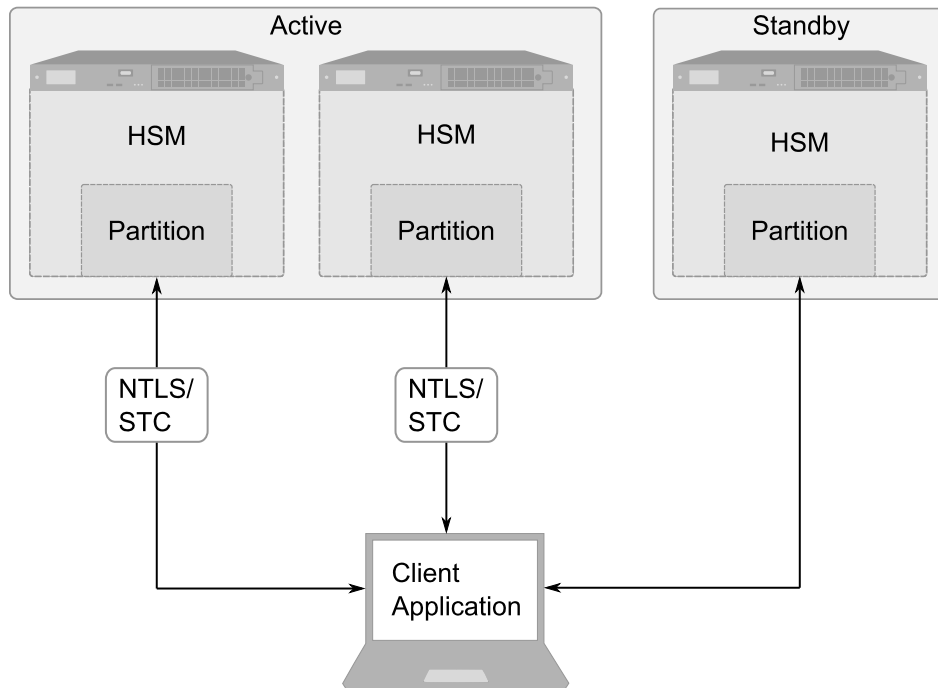 Active
Standby
HSM
HSM
HSM
Partition
Partition
Partition
NTLS/
STC
NTLS/
STC
Client
Application